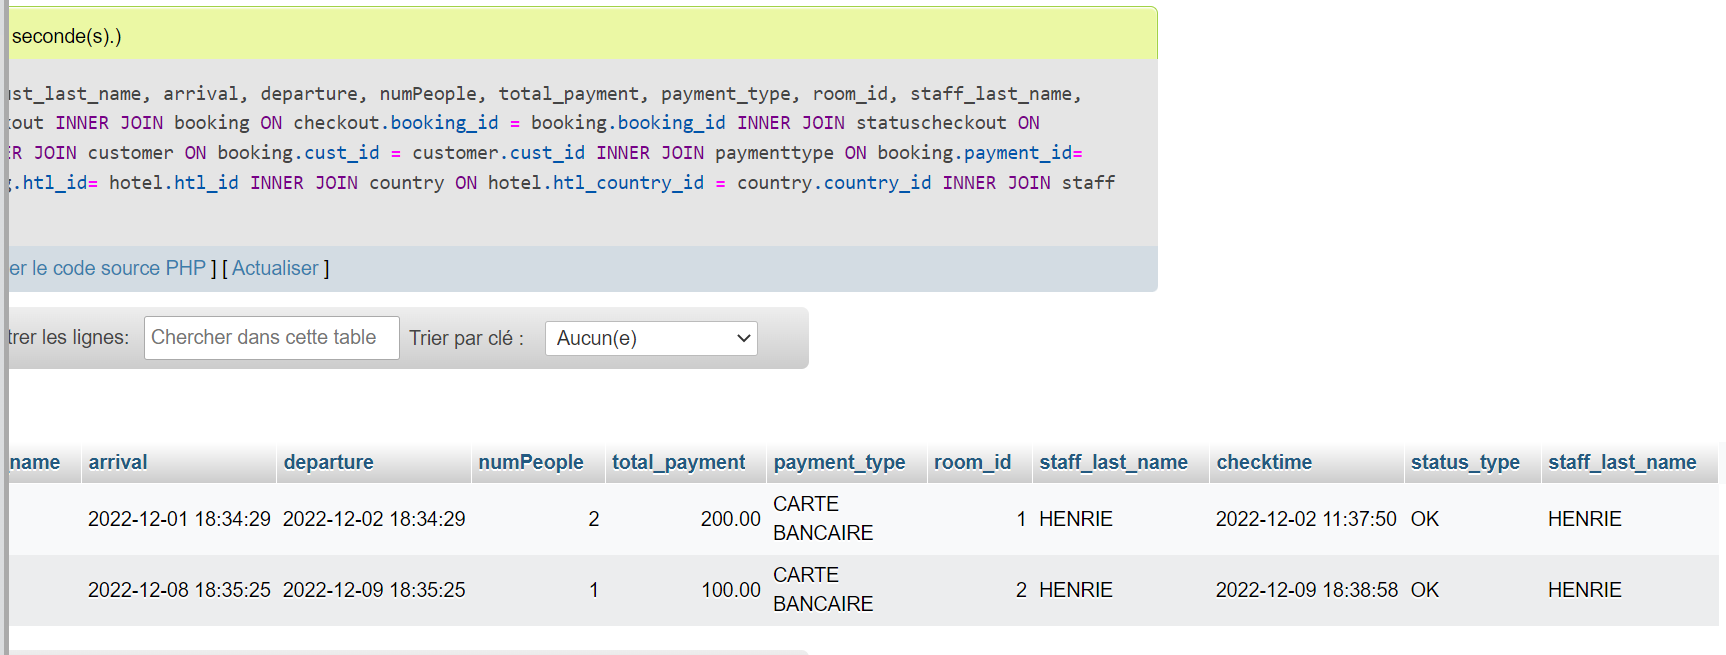 seconde(s).)
st_last_name, arrival, departure, numPeople, total_payment, payment_type, room_id, staff_last_name,
out INNER JOIN booking ON checkout.booking_id = booking.booking_id INNER JOIN statuscheckout ON
ER JOIN customer ON booking.cust_id = customer.cust_id INNER JOIN paymenttype ON booking.payment_id=
.htl_id= hotel.htl_id INNER JOIN country ON hotel.htl_country_id = country.country_id INNER JOIN staff
er le code source PHP ] [ Actualiser ]
trer les lignes: Chercher dans cette table Trier par clé : Aucun(e)
name arrival departure numPeople total_payment payment_type room_id staff_last_name checktime status_type staff_last_name
2022-12-01 18:34:29 2022-12-02 18:34:29 2 200.00 CARTE BANCAIRE 1 HENRIE 2022-12-02 11:37:50 OK HENRIE
2022-12-08 18:35:25 2022-12-09 18:35:25 1 100.00 CARTE BANCAIRE 2 HENRIE 2022-12-09 18:38:58 OK HENRIE